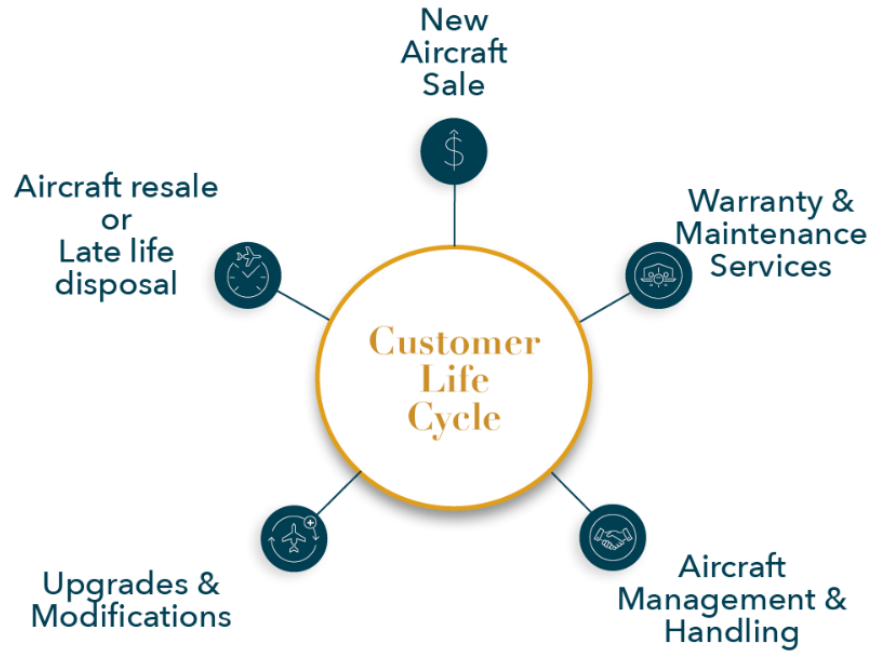 New
Aircraft
Sale
Warranty &
Maintenance
Services
Aircraft
Management &
Handling
Upgrades &
Modifications
Aircraft resale
or
Late life
disposal
Customer
Life
Cycle
$